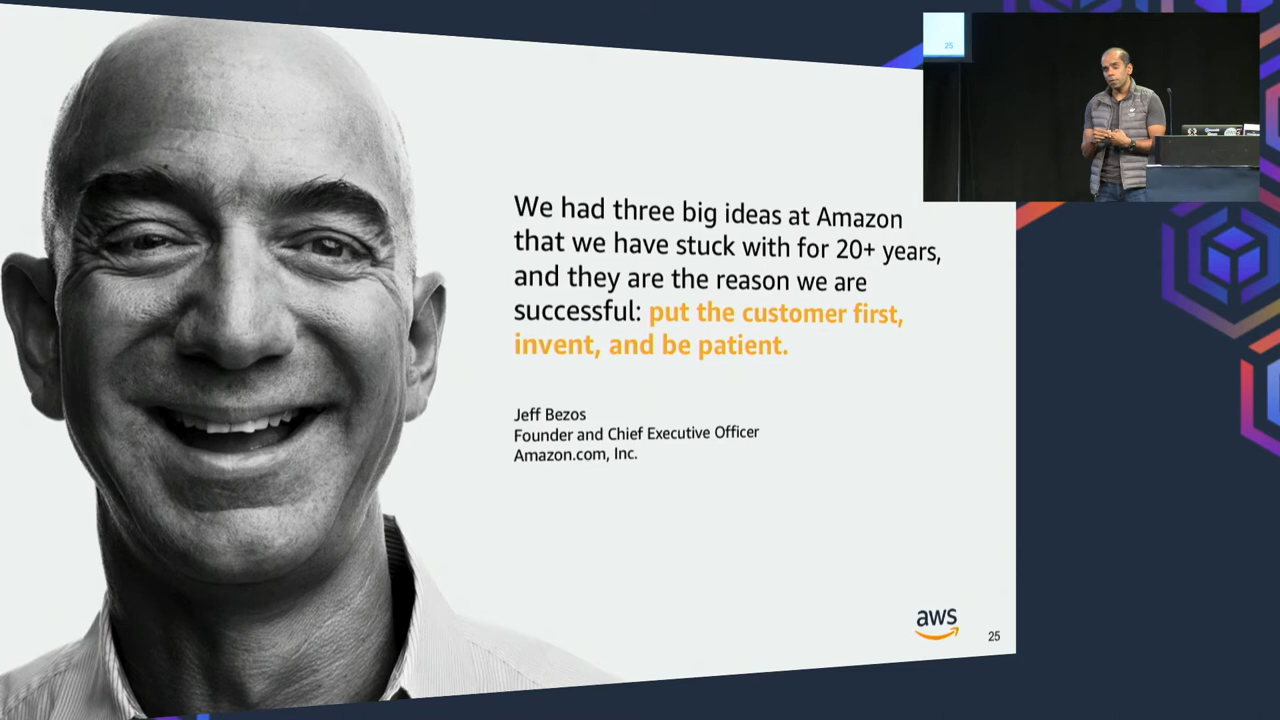 We had three big ideas at Amazon
that we have stuck with for 20+ years,
and they are the reason we are
successful: put the customer first,
invent, and be patient.
Jeff Bezos
Founder and Chief Executive Officer
Amazon.com, Inc.
aws
25
25